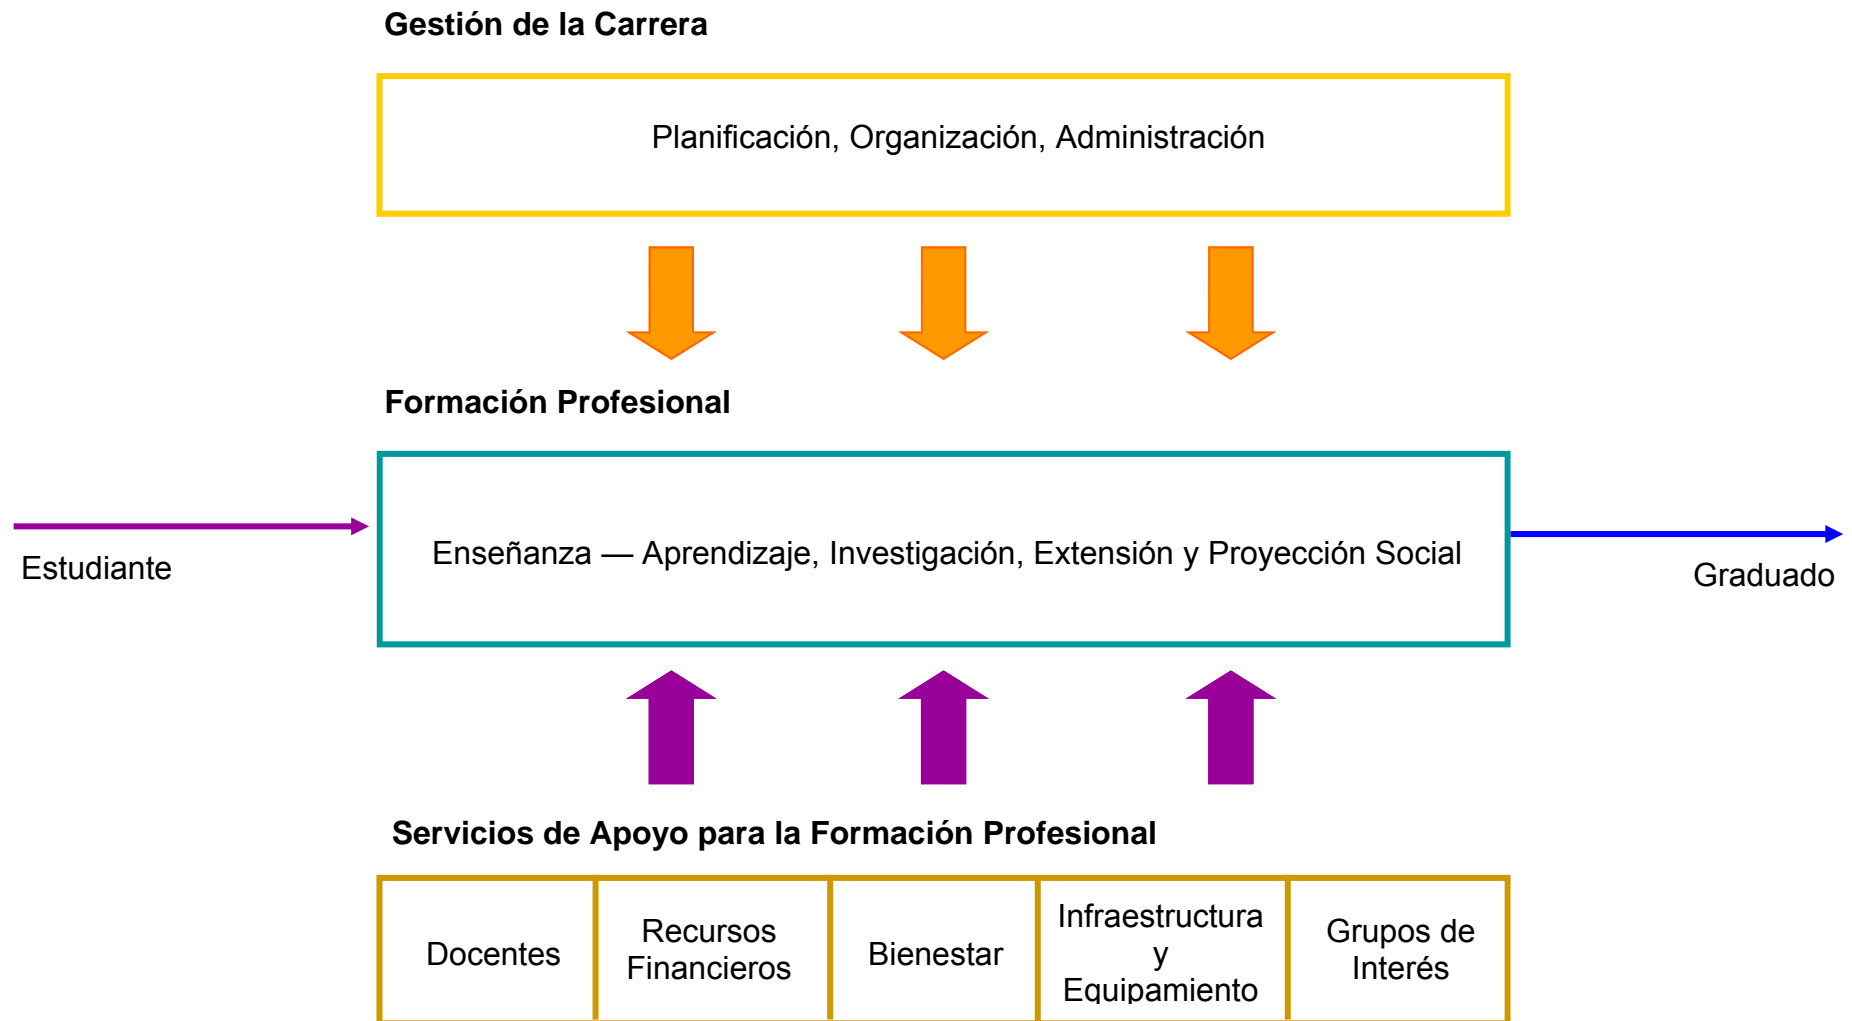 Gestión de la Carrera
Planificación, Organización, Administración
Formación Profesional
Enseñanza — Aprendizaje, Investigación, Extensión y Proyección Social
Estudiante
Graduado
Servicios de Apoyo para la Formación Profesional
Docentes
Recursos
Financieros
Bienestar
Infraestructura
y
Equipamiento
Grupos de
Interés